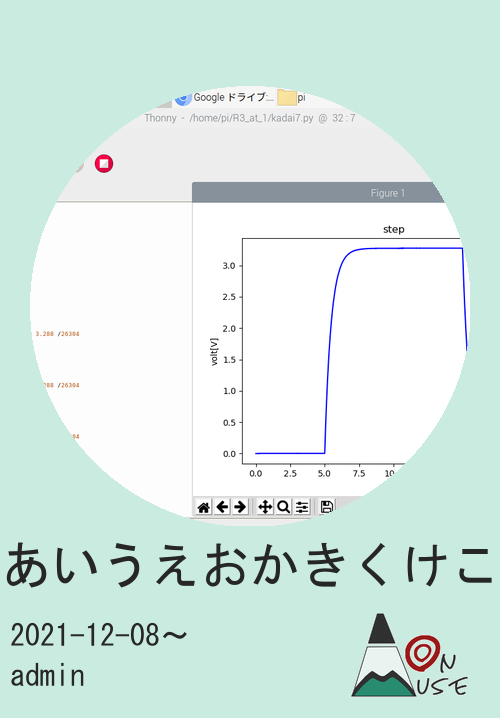 Google ドライブ:... pi
Thonny - /home/pi/R3_at_1/kadai7.py @ 32 : 7
Figure 1
step
3.0
2.5
2.0
1.5
1.0
0.5
0.0
volt[V]
0.0 2.5 5.0 7.5 10
3.288 /26304
288 /26304
あいうえおかきくけこ
2021-12-08～
admin
ON
USE